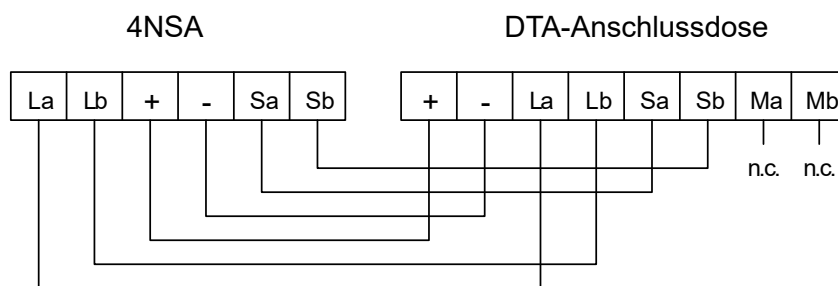 4NSA DTA-Anschlussdose
La Lb + - Sa Sb + - La Lb Sa Sb Ma Mb
n.c. n.c.